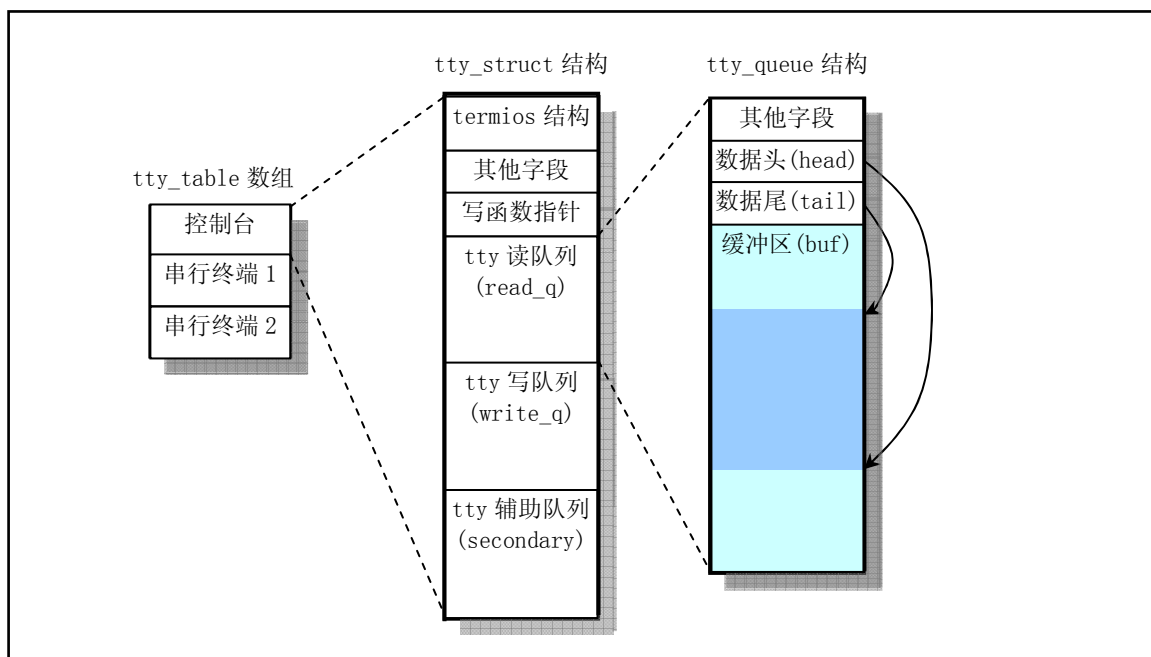 tty_struct 结构
tty_queue 结构
tty_table 数组
控制台
串行终端 1
串行终端 2
termios 结构
其他字段
写函数指针
tty 读队列
(read_q)
tty 写队列
(write_q)
tty 辅助队列
(secondary)
其他字段
数据头(head)
数据尾(tail)
缓冲区(buf)